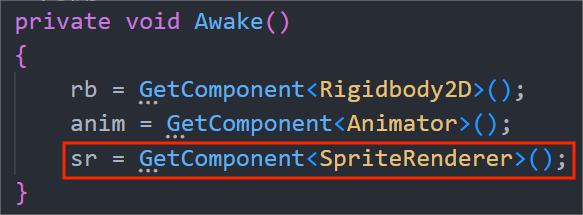 private void Awake()
{
rb = GetComponent<Rigidbody2D>();
anim = GetComponent<Animator>();
sr = GetComponent<SpriteRenderer>();
}